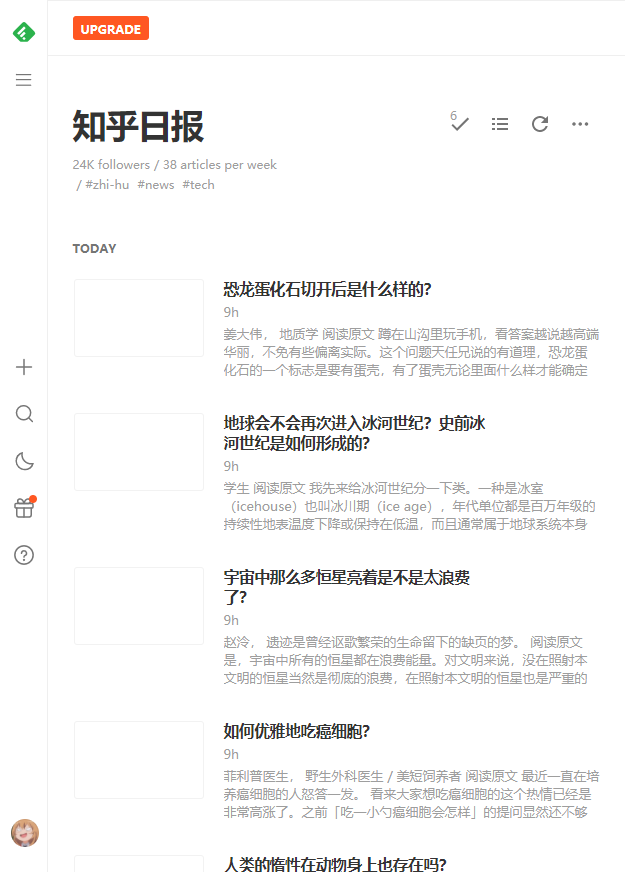 UPGRADE
知乎日报
6
24K followers / 38 articles per week
/ #zhi-hu #news #tech
TODAY
恐龙蛋化石切开后是什么样的?
9h
姜大伟， 地质学 阅读原文 蹲在山沟里玩手机，看答案越说越高端
华丽，不免有些偏离实际。这个问题天任兄说的有道理，恐龙蛋
化石的一个标志是要有蛋壳，有了蛋壳无论里面什么样才能确定
地球会不会再次进入冰河世纪？史前冰
河世纪是如何形成的?
9h
学生 阅读原文 我先来给冰河世纪分一下类。一种是冰室
（icehouse）也叫冰川期（ice age），年代单位都是百万年级的
持续性地表温度下降或保持在低温，而且通常属于地球系统本身
宇宙中那么多恒星亮着是不是太浪费
了？
9h
赵泠， 遗迹是曾经讴歌繁荣的生命留下的缺页的梦。 阅读原文
是，宇宙中所有的恒星都在浪费能量。对文明来说，没在照射本
文明的恒星当然是彻底的浪费，在照射本文明的恒星也是严重的
如何优雅地吃癌细胞?
9h
菲利普医生， 野生外科医生 / 美短饲养者 阅读原文 最近一直在培
养癌细胞的人怒答一发。 看来大家想吃癌细胞的这个热情已经是
非常高涨了。之前「吃一小勺癌细胞会怎样」的提问显然还不够
人类的惰性在动物身上也存在吗?